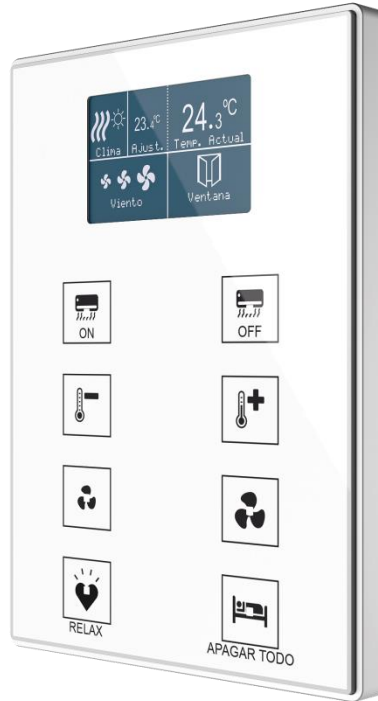 23.4°C
24.3°C
Clima
Ajust.
Temp. Actual
Viento
Ventana
ON
OFF
RELAX
APAGAR TODO